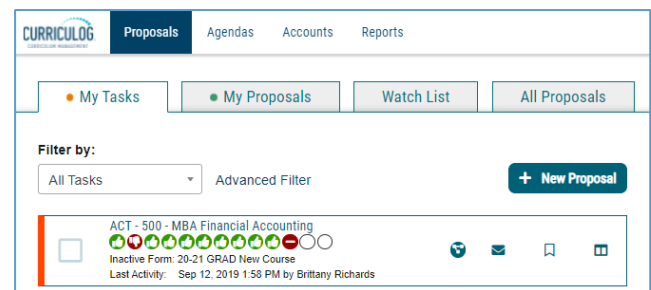 CURRICULOG
CURRICULUM MANAGEMENT
Proposals Agendas Accounts Reports
My Tasks My Proposals Watch List All Proposals
Filter by:
All Tasks Advanced Filter + New Proposal
ACT - 500 - MBA Financial Accounting
Inactive Form: 20-21 GRAD New Course
Last Activity: Sep 12, 2019 1:58 PM by Brittany Richards